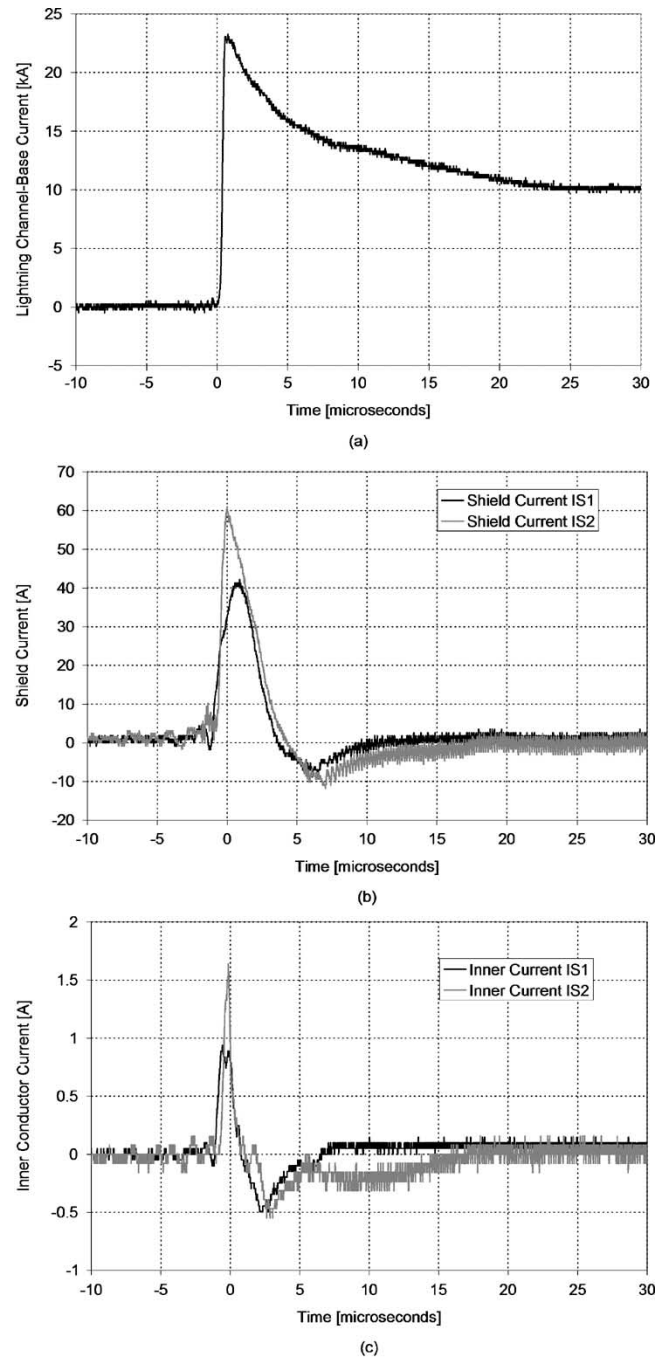 Lightning Channel-Base Current [kA]
25
20
15
10
5
0
-5
-10 -5 0 5 10 15 20 25 30
Time [microseconds]
(a)
Shield Current [A]
70
60
50
40
30
20
10
0
-10
-20
Shield Current IS1
Shield Current IS2
-10 -5 0 5 10 15 20 25 30
Time [microseconds]
(b)
Inner Conductor Current [A]
2
1.5
1
0.5
0
-0.5
-1
Inner Current IS1
Inner Current IS2
-10 -5 0 5 10 15 20 25 30
Time [microseconds]
(c)